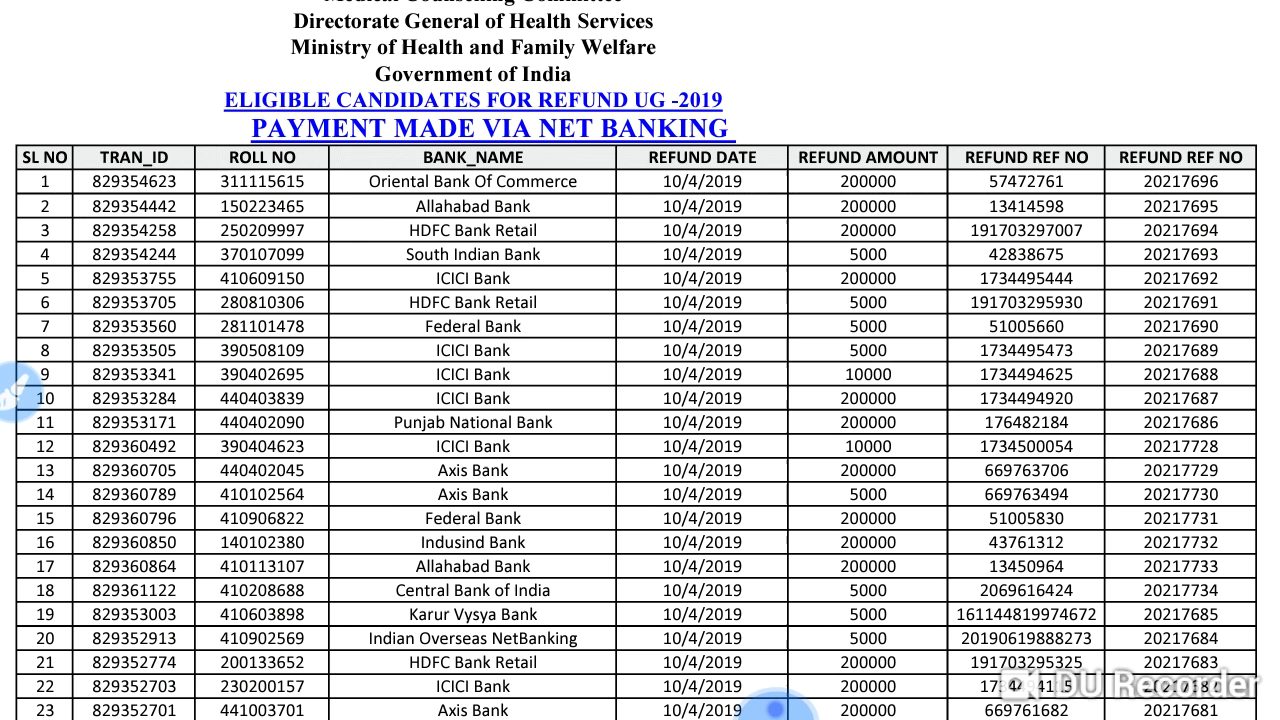 Medical Counselling Committee
Directorate General of Health Services
Ministry of Health and Family Welfare
Government of India
ELIGIBLE CANDIDATES FOR REFUND UG -2019
PAYMENT MADE VIA NET BANKING
SL NO TRAN_ID ROLL NO BANK_NAME REFUND DATE REFUND AMOUNT REFUND REF NO REFUND REF NO
1 829354623 311115615 Oriental Bank Of Commerce 10/4/2019 200000 57472761 20217696
2 829354442 150223465 Allahabad Bank 10/4/2019 200000 13414598 20217695
3 829354258 250209997 HDFC Bank Retail 10/4/2019 200000 191703297007 20217694
4 829354244 370107099 South Indian Bank 10/4/2019 5000 42838675 20217693
5 829353755 410609150 ICICI Bank 10/4/2019 200000 1734495444 20217692
6 829353705 280810306 HDFC Bank Retail 10/4/2019 5000 191703295930 20217691
7 829353560 281101478 Federal Bank 10/4/2019 5000 51005660 20217690
8 829353505 390508109 ICICI Bank 10/4/2019 5000 1734495473 20217689
9 829353341 390402695 ICICI Bank 10/4/2019 10000 1734494625 20217688
10 829353284 440403839 ICICI Bank 10/4/2019 200000 1734494920 20217687
11 829353171 440402090 Punjab National Bank 10/4/2019 200000 176482184 20217686
12 829360492 390404623 ICICI Bank 10/4/2019 10000 1734500054 20217728
13 829360705 440402045 Axis Bank 10/4/2019 200000 669763706 20217729
14 829360789 410102564 Axis Bank 10/4/2019 5000 669763494 20217730
15 829360796 410906822 Federal Bank 10/4/2019 200000 51005830 20217731
16 829360850 140102380 Indusind Bank 10/4/2019 200000 43761312 20217732
17 829360864 410113107 Allahabad Bank 10/4/2019 200000 13450964 20217733
18 829361122 410208688 Central Bank of India 10/4/2019 5000 2069616424 20217734
19 829353003 410603898 Karur Vysya Bank 10/4/2019 5000 161144819974672 20217685
20 829352913 410902569 Indian Overseas NetBanking 10/4/2019 5000 20190619888273 20217684
21 829352774 200133652 HDFC Bank Retail 10/4/2019 200000 191703295325 20217683
22 829352703 230200157 ICICI Bank 10/4/2019 200000
23 829352701 441003701 Axis Bank 10/4/2019 200000 669761682 20217681
DU Recorder